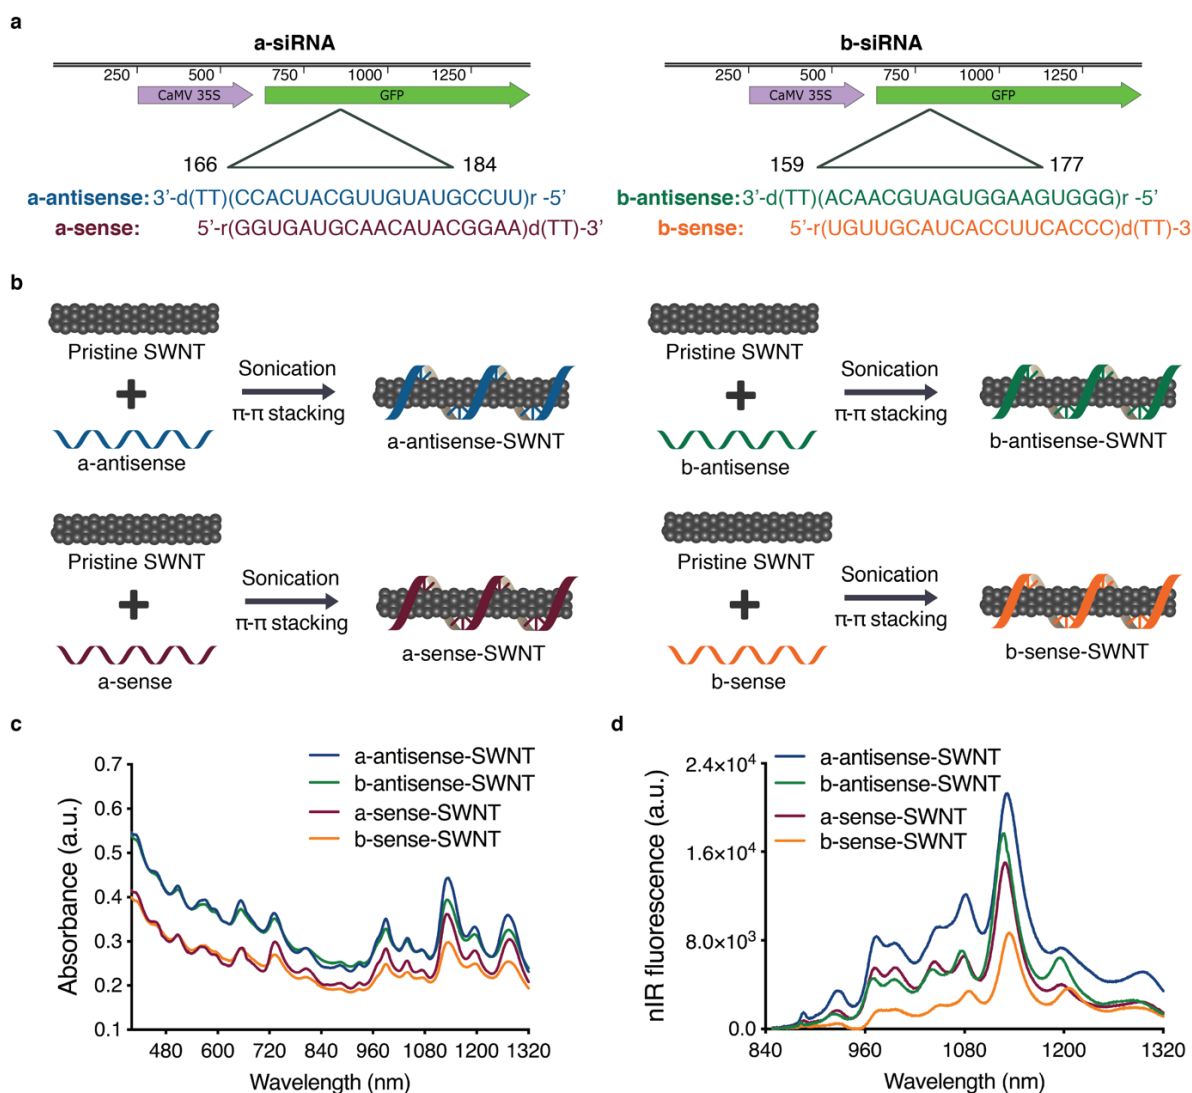 a
a-siRNA
250 500 750 1000 1250
CaMV 35S GFP
166 184
a-antisense: 3’-d(TT)(CCACUACGUUGUAUGCCUU)r -5’
a-sense: 5’-r(GGUGAUGCAACAUACGGAA)d(TT)-3’
b-siRNA
250 500 750 1000 1250
CaMV 35S GFP
159 177
b-antisense: 3’-d(TT)(ACAACGUAGUGGAAGUGGG)r -5’
b-sense: 5’-r(UGUUGCAUCACCUUCACCC)d(TT)-3
b
Pristine SWNT
+
a-antisense
Sonication
π-π stacking
a-antisense-SWNT
Pristine SWNT
+
b-antisense
Sonication
π-π stacking
b-antisense-SWNT
Pristine SWNT
+
a-sense
Sonication
π-π stacking
a-sense-SWNT
Pristine SWNT
+
b-sense
Sonication
π-π stacking
b-sense-SWNT
c
a-antisense-SWNT
b-antisense-SWNT
a-sense-SWNT
b-sense-SWNT
Absorbance (a.u.)
0.7
0.6
0.5
0.4
0.3
0.2
0.1
480 600 720 840 960 1080 1200 1320
Wavelength (nm)
d
a-antisense-SWNT
b-antisense-SWNT
a-sense-SWNT
b-sense-SWNT
nIR fluorescence (a.u.)
2.4×10⁴
1.6×10⁴
8.0×10³
0.0
840 960 1080 1200 1320
Wavelength (nm)